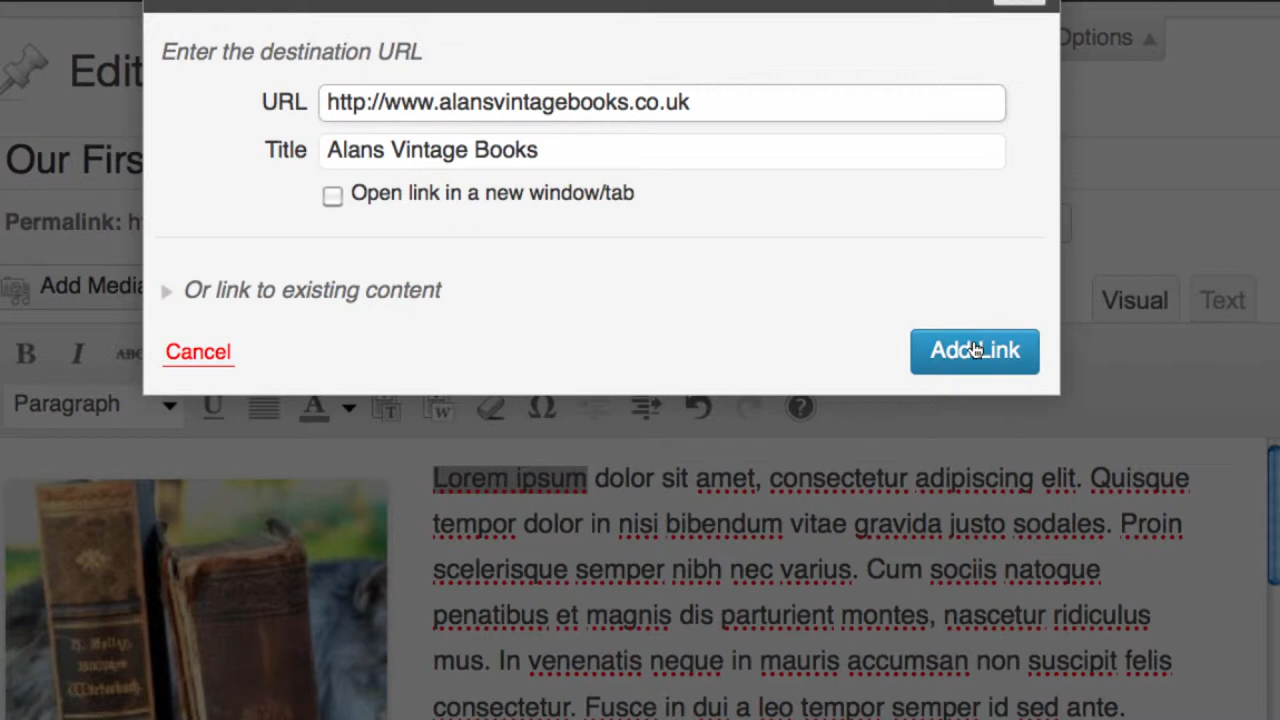 Enter the destination URL
Options
Edit
URL http://www.alansvintagebooks.co.uk
Title Alans Vintage Books
Our Firs
Open link in a new window/tab
Permalink: h
Add Media
Or link to existing content
Visual Text
B I ABC
Cancel
Add Link
Paragraph U A T W Ω ?
Lorem ipsum dolor sit amet, consectetur adipiscing elit. Quisque
tempor dolor in nisi bibendum vitae gravida justo sodales. Proin
scelerisque semper nibh nec varius. Cum sociis natoque
penatibus et magnis dis parturient montes, nascetur ridiculus
mus. In venenatis neque in mauris accumsan non suscipit felis
consectetur. Fusce in dui a leo tempor semper id sed ante.